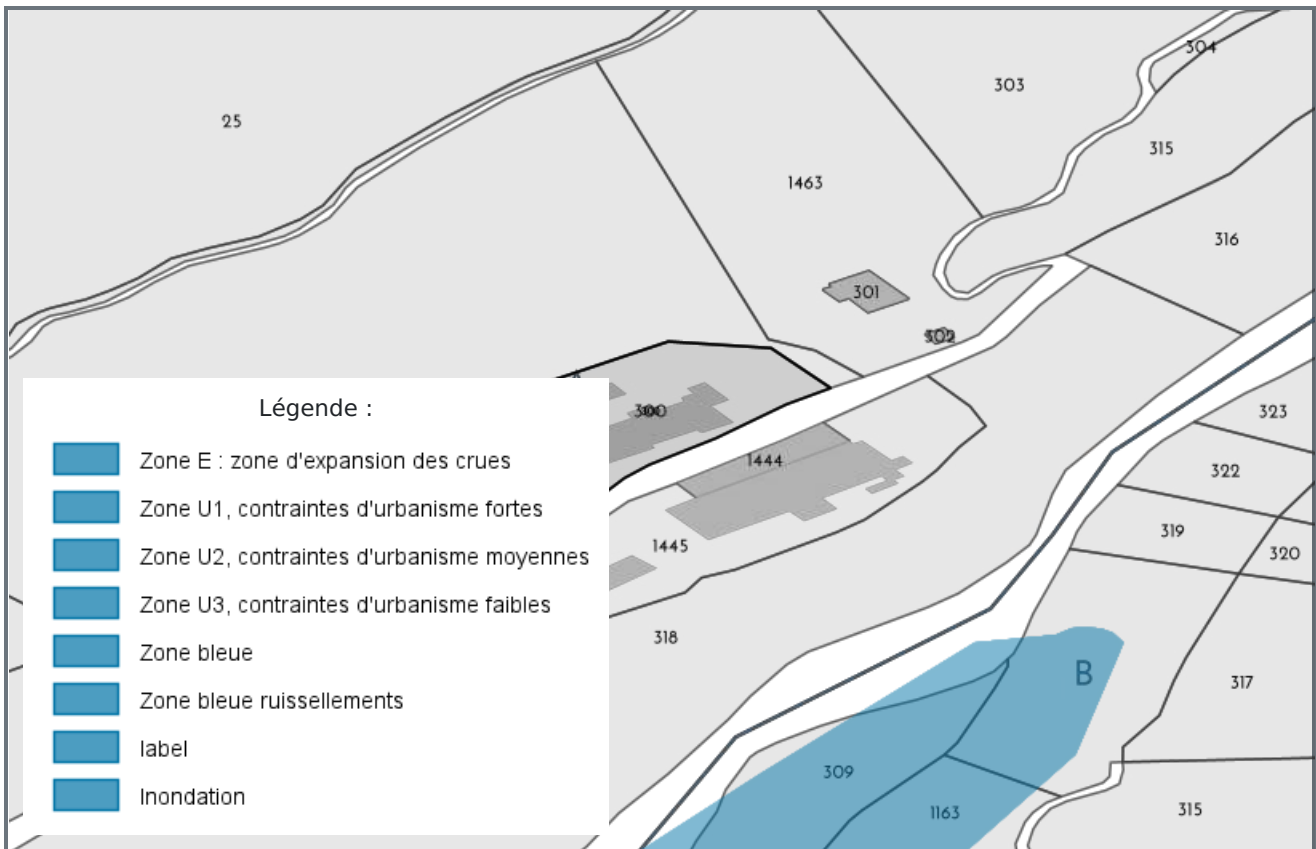 304
303
25
315
1463
316
301
300
323
1444
322
319
1445
320
318
B
317
309
1163
315
Légende :
Zone E : zone d'expansion des crues
Zone U1, contraintes d'urbanisme fortes
Zone U2, contraintes d'urbanisme moyennes
Zone U3, contraintes d'urbanisme faibles
Zone bleue
Zone bleue ruissellements
label
Inondation